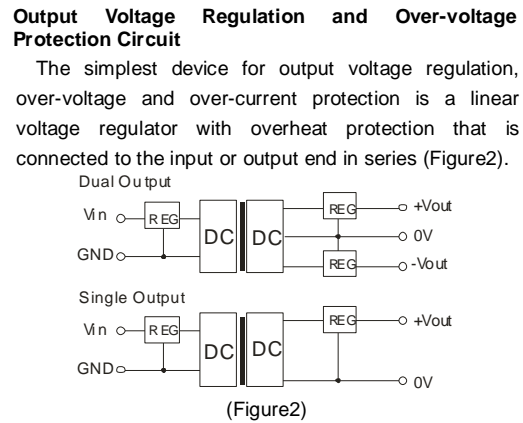 Output Voltage Regulation and Over-voltage
Protection Circuit
The simplest device for output voltage regulation,
over-voltage and over-current protection is a linear
voltage regulator with overheat protection that is
connected to the input or output end in series (Figure2).
Dual Output
Vin REG DC DC REG +Vout
0V
GND REG -Vout
Single Output
Vin REG DC DC REG +Vout
GND 0V
(Figure2)